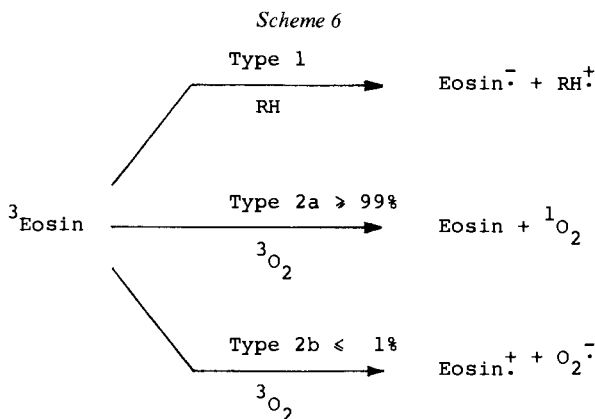 Scheme 6
Type 1
RH
Eosin⨪ + RH⨥
³Eosin
Type 2a ⩾ 99%
³O₂
Eosin + ¹O₂
Type 2b ⩽ 1%
³O₂
Eosin⨥ + O₂⨪